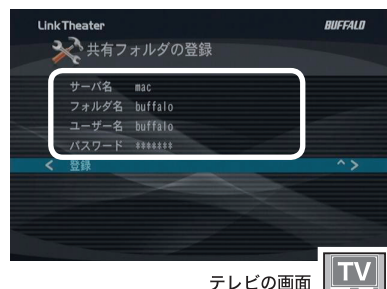 LinkTheater BUFFALO
共有フォルダの登録
サーバ名 mac
フォルダ名 buffalo
ユーザー名 buffalo
パスワード *******
< 登録 ^ >
テレビの画面 TV